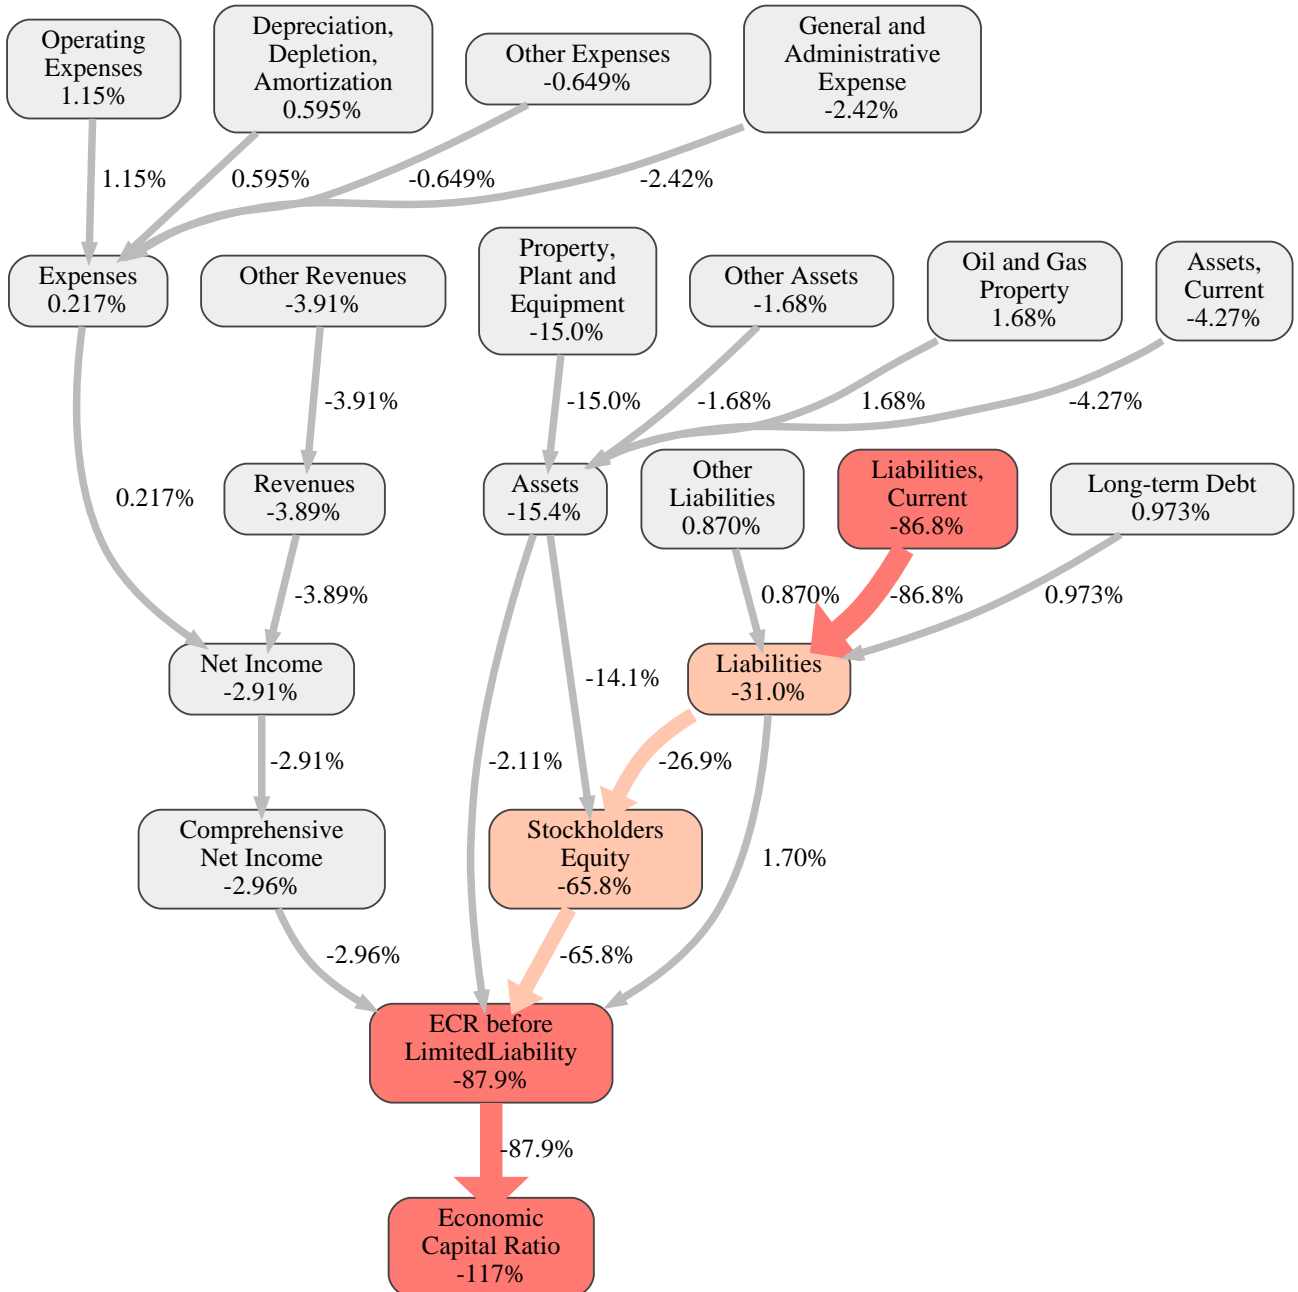 Operating
Expenses
1.15%
Depreciation,
Depletion,
Amortization
0.595%
Other Expenses
-0.649%
General and
Administrative
Expense
-2.42%
1.15%
0.595%
-0.649%
-2.42%
Expenses
0.217%
Other Revenues
-3.91%
Property,
Plant and
Equipment
-15.0%
Other Assets
-1.68%
Oil and Gas
Property
1.68%
Assets,
Current
-4.27%
-3.91%
-15.0%
-1.68%
1.68%
-4.27%
0.217%
Revenues
-3.89%
Assets
-15.4%
Other
Liabilities
0.870%
Liabilities,
Current
-86.8%
Long-term Debt
0.973%
-3.89%
0.870%
-86.8%
0.973%
Net Income
-2.91%
-14.1%
Liabilities
-31.0%
-2.91%
-2.11%
-26.9%
Comprehensive
Net Income
-2.96%
Stockholders
Equity
-65.8%
1.70%
-2.96%
-65.8%
ECR before
LimitedLiability
-87.9%
-87.9%
Economic
Capital Ratio
-117%